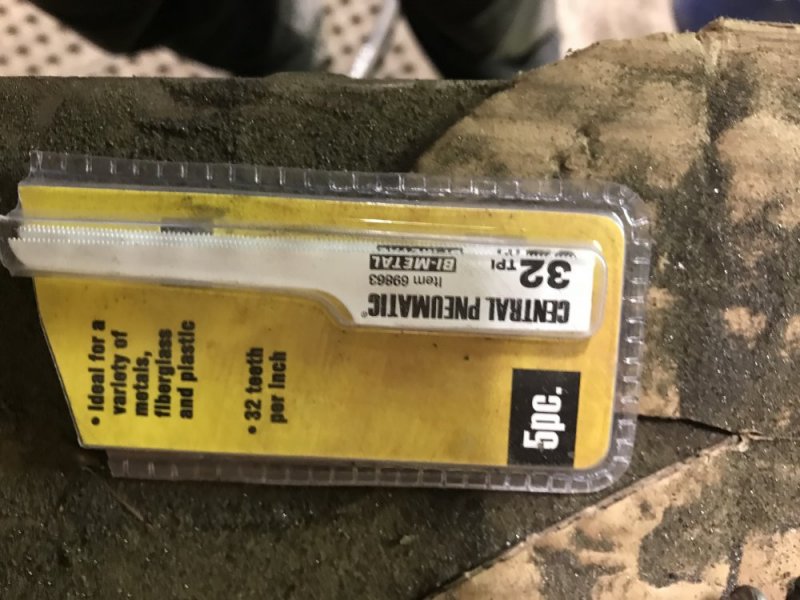 • Ideal for a
variety of
metals,
fiberglass
and plastic
• 32 teeth
per inch
5pc.
CENTRAL PNEUMATIC®
32 TPI
Item 69863
BI-METAL